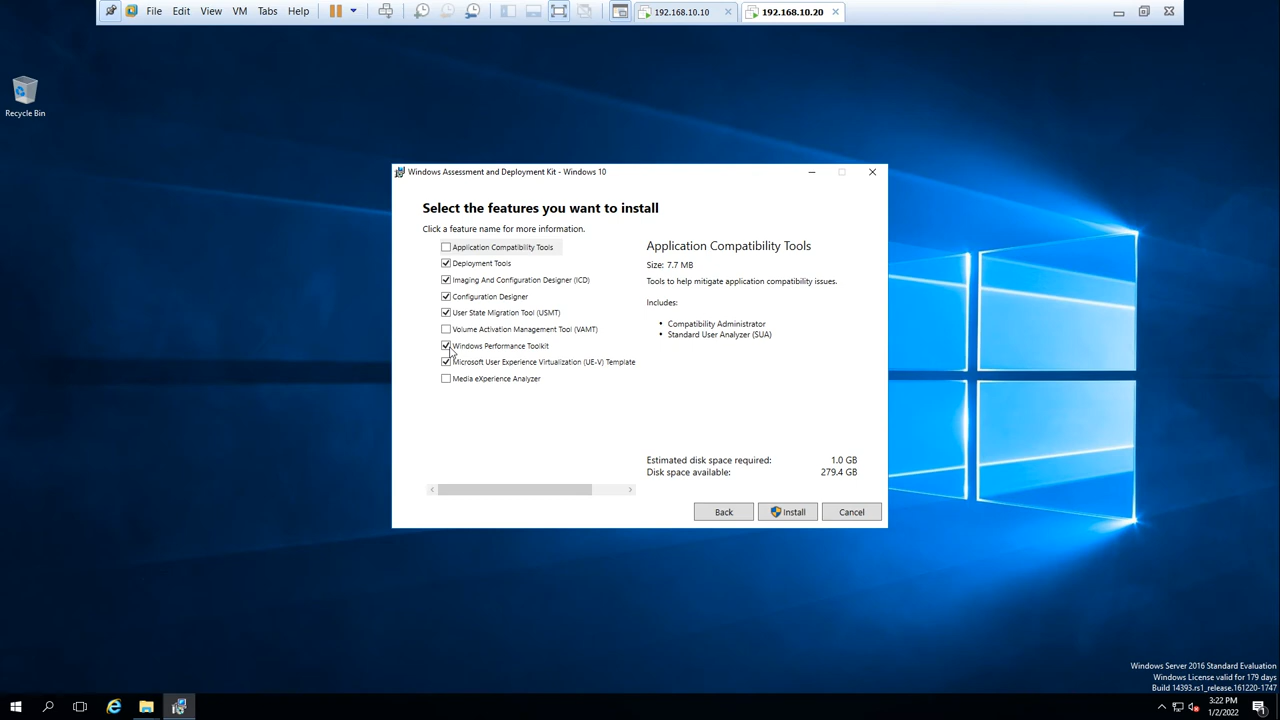 File Edit View VM Tabs Help 192.168.10.10 192.168.10.20
Recycle Bin
Windows Assessment and Deployment Kit - Windows 10
Select the features you want to install
Click a feature name for more information.
Application Compatibility Tools
Deployment Tools
Imaging And Configuration Designer (ICD)
Configuration Designer
User State Migration Tool (USMT)
Volume Activation Management Tool (VAMT)
Windows Performance Toolkit
Microsoft User Experience Virtualization (UE-V) Template
Media eXperience Analyzer
Application Compatibility Tools
Size: 7.7 MB
Tools to help mitigate application compatibility issues.
Includes:
• Compatibility Administrator
• Standard User Analyzer (SUA)
Estimated disk space required: 1.0 GB
Disk space available: 279.4 GB
Back Install Cancel
Windows Server 2016 Standard Evaluation
Windows License valid for 179 days
Build 14393.rs1_release.161220-1747
3:22 PM
1/2/2022
1